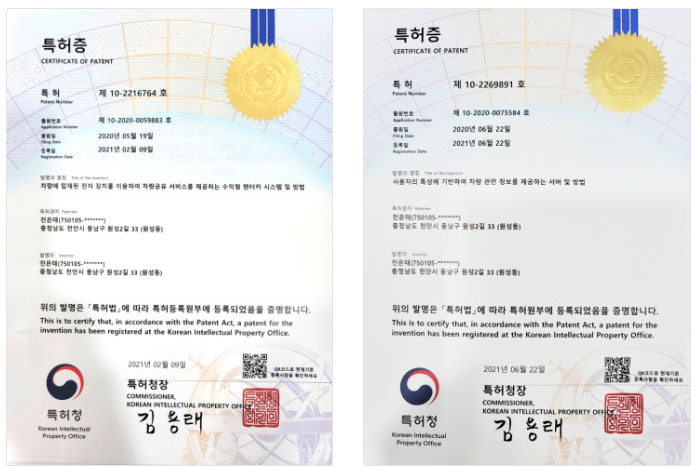 특허증
CERTIFICATE OF PATENT
특 허
Patent Number
제 10-2216764 호
출원번호
Application Number
제 10-2020-0059883 호
출원일
Filing Date
2020년 05월 19일
등록일
Registration Date
2021년 02월 09일
발명의 명칭 Title of the Invention
차량에 탑재된 전자 장치를 이용하여 차량공유 서비스를 제공하는 수익형 렌터카 시스템 및 방법
특허권자 Patentee
전운태(750105-*******)
충청남도 천안시 동남구 원성2길 33 (원성동)
발명자 Inventor
전운태(750105-*******)
충청남도 천안시 동남구 원성2길 33 (원성동)
위의 발명은 「특허법」에 따라 특허등록원부에 등록되었음을 증명합니다.
This is to certify that, in accordance with the Patent Act, a patent for the
invention has been registered at the Korean Intellectual Property Office.
2021년 02월 09일
QR코드로 현재기준
등록사항을 확인하세요
특허청
Korean Intellectual
Property Office
특허청장
COMMISSIONER,
KOREAN INTELLECTUAL PROPERTY OFFICE
김용래
특허증
CERTIFICATE OF PATENT
특 허
Patent Number
제 10-2269891 호
출원번호
Application Number
제 10-2020-0075584 호
출원일
Filing Date
2020년 06월 22일
등록일
Registration Date
2021년 06월 22일
발명의 명칭 Title of the Invention
사용자의 특성에 기반하여 차량 관련 정보를 제공하는 서버 및 방법
특허권자 Patentee
전운태(750105-*******)
충청남도 천안시 동남구 원성2길 33 (원성동)
발명자 Inventor
전운태(750105-*******)
충청남도 천안시 동남구 원성2길 33 (원성동)
위의 발명은 「특허법」에 따라 특허원부에 등록되었음을 증명합니다.
This is to certify that, in accordance with the Patent Act, a patent for the
invention has been registered at the Korean Intellectual Property Office.
2021년 06월 22일
QR코드로 현재기준
등록사항을 확인하세요
특허청
Korean Intellectual
Property Office
특허청장
COMMISSIONER,
KOREAN INTELLECTUAL PROPERTY OFFICE
김용래